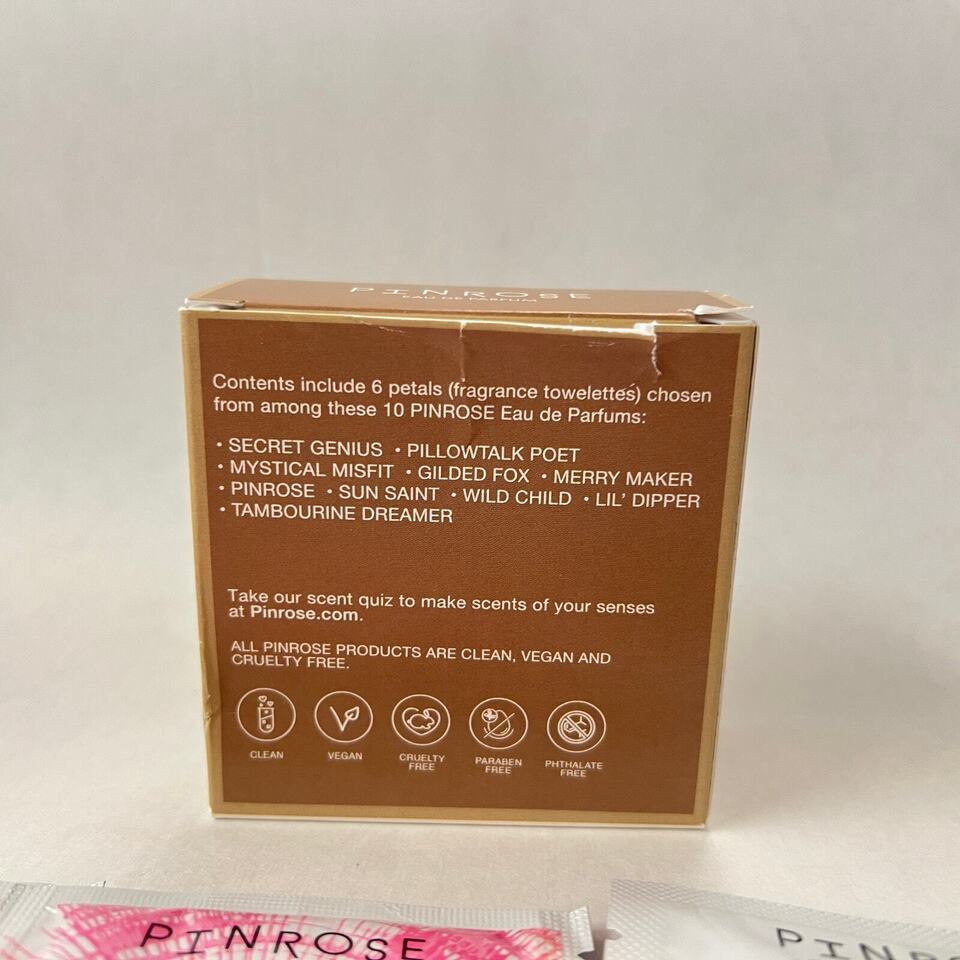 PINROSE
EAU DE PARFUM
Contents include 6 petals (fragrance towelettes) chosen
from among these 10 PINROSE Eau de Parfums:
• SECRET GENIUS • PILLOWTALK POET
• MYSTICAL MISFIT • GILDED FOX • MERRY MAKER
• PINROSE • SUN SAINT • WILD CHILD • LIL' DIPPER
• TAMBOURINE DREAMER
Take our scent quiz to make scents of your senses
at Pinrose.com.
ALL PINROSE PRODUCTS ARE CLEAN, VEGAN AND
CRUELTY FREE.
CLEAN VEGAN CRUELTY PARABEN PHTHALATE
FREE FREE FREE
PINROSE PINRO